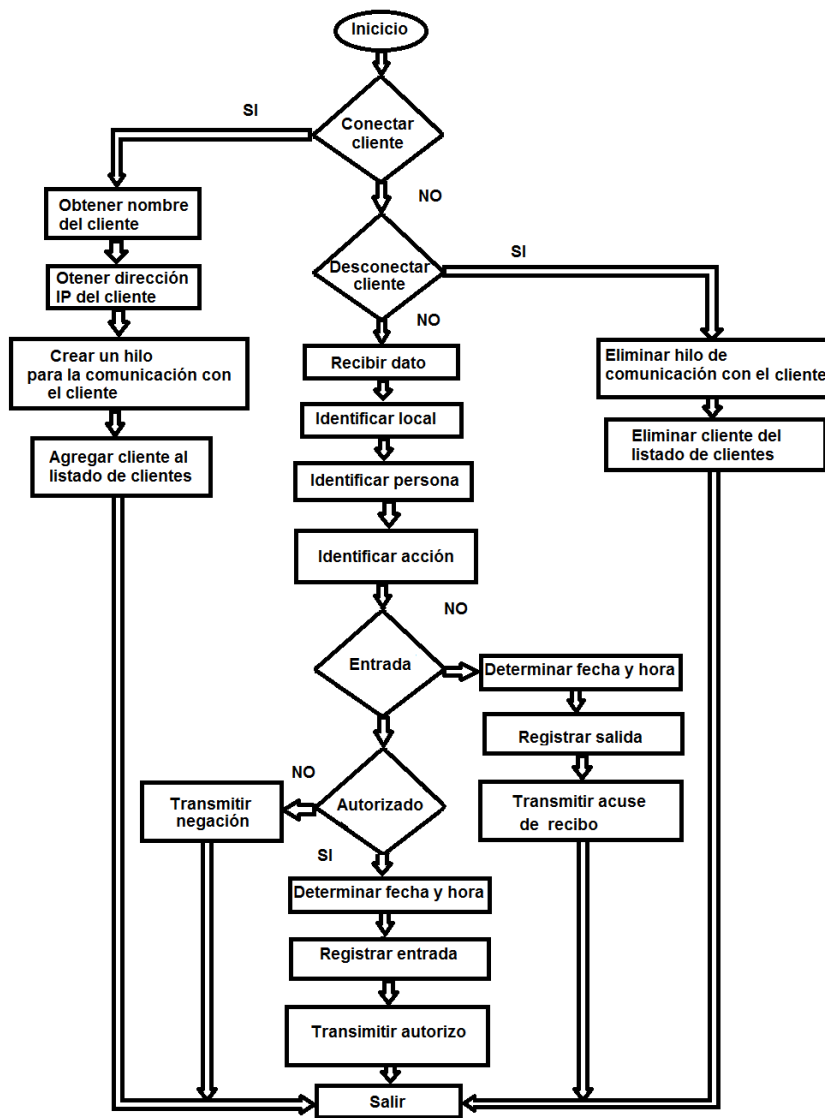 Inicicio
SI
Conectar
cliente
NO
Obtener nombre
del cliente
Desconectar
cliente
SI
Otener dirección
IP del cliente
NO
Crear un hilo
para la comunicación con
el cliente
Recibir dato
Eliminar hilo de
comunicación con el cliente
Identificar local
Agregar cliente al
listado de clientes
Eliminar cliente del
listado de clientes
Identificar persona
Identificar acción
NO
Entrada
Determinar fecha y hora
Registrar salida
NO
Autorizado
Transmitir
negación
Transmitir acuse
de recibo
SI
Determinar fecha y hora
Registrar entrada
Transimitir autorizo
Salir